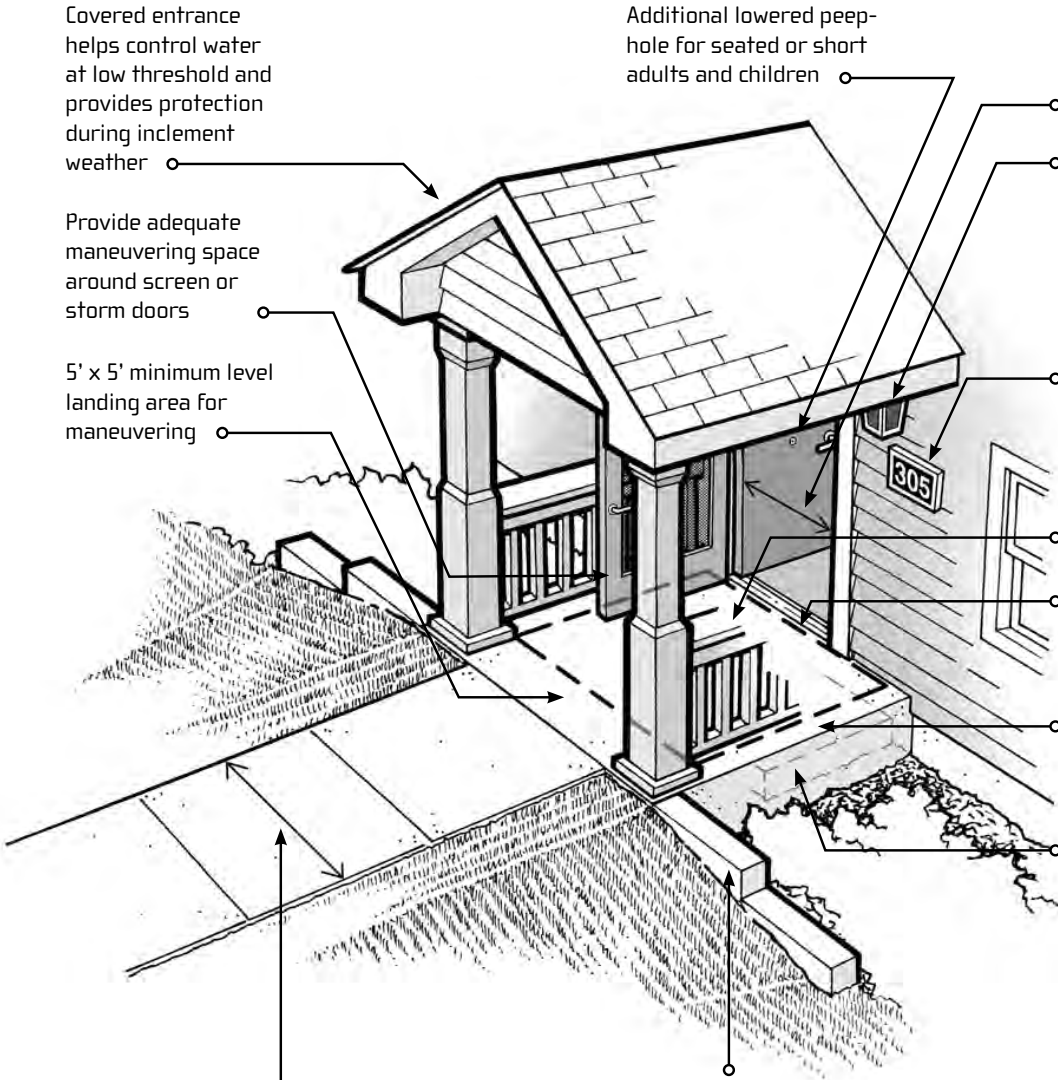 Covered entrance
helps control water
at low threshold and
provides protection
during inclement
weather
Provide adequate
maneuvering space
around screen or
storm doors
5' x 5' minimum level
landing area for
maneuvering
Additional lowered peep-
hole for seated or short
adults and children
305